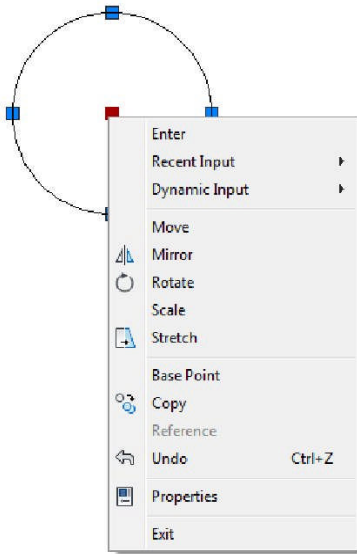 Enter
Recent Input
Dynamic Input
Move
Mirror
Rotate
Scale
Stretch
Base Point
Copy
Reference
Undo Ctrl+Z
Properties
Exit